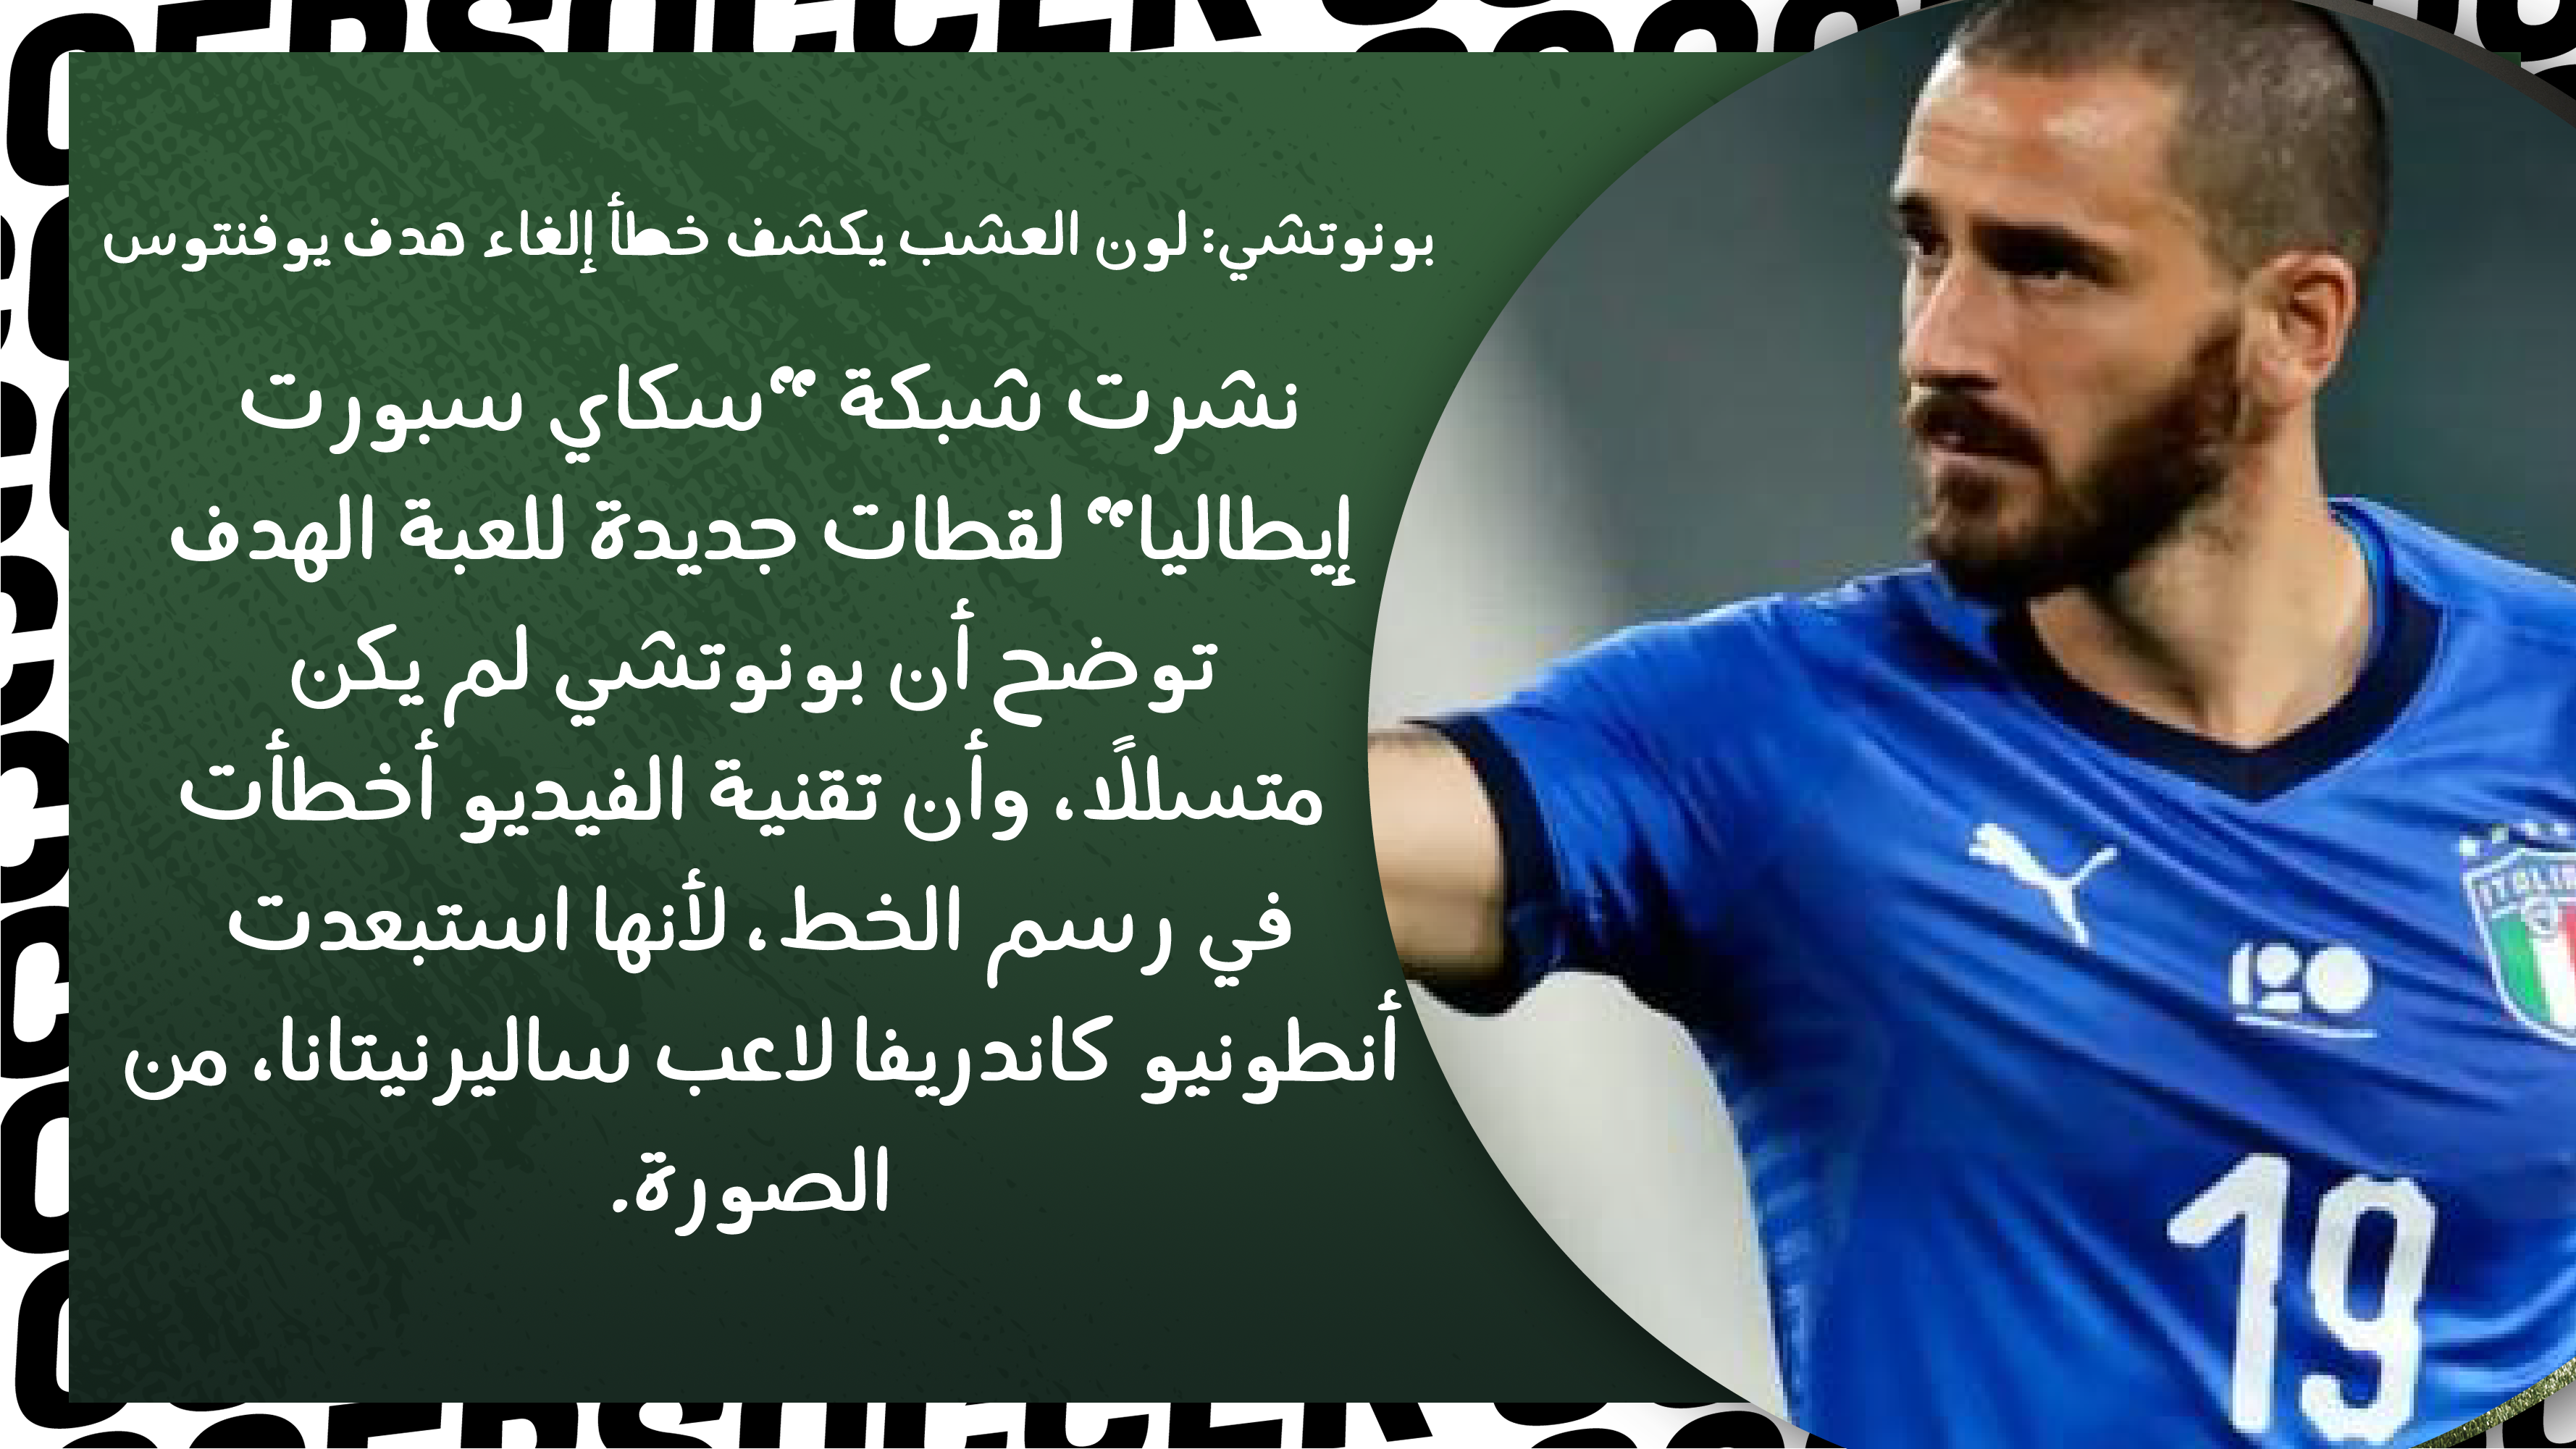 بونوتشي: لون العشب يكشف خطأ إلغاء هدف يوفنتوس
نشرت شبكة "سكاي سبورت
إيطاليا" لقطات جديدة للعبة الهدف
توضح أن بونوتشي لم يكن
متسللًا، وأن تقنية الفيديو أخطأت
في رسم الخط، لأنها استبعدت
أنطونيو كاندريفا لاعب ساليرنيتانا، من
الصورة.
120
19